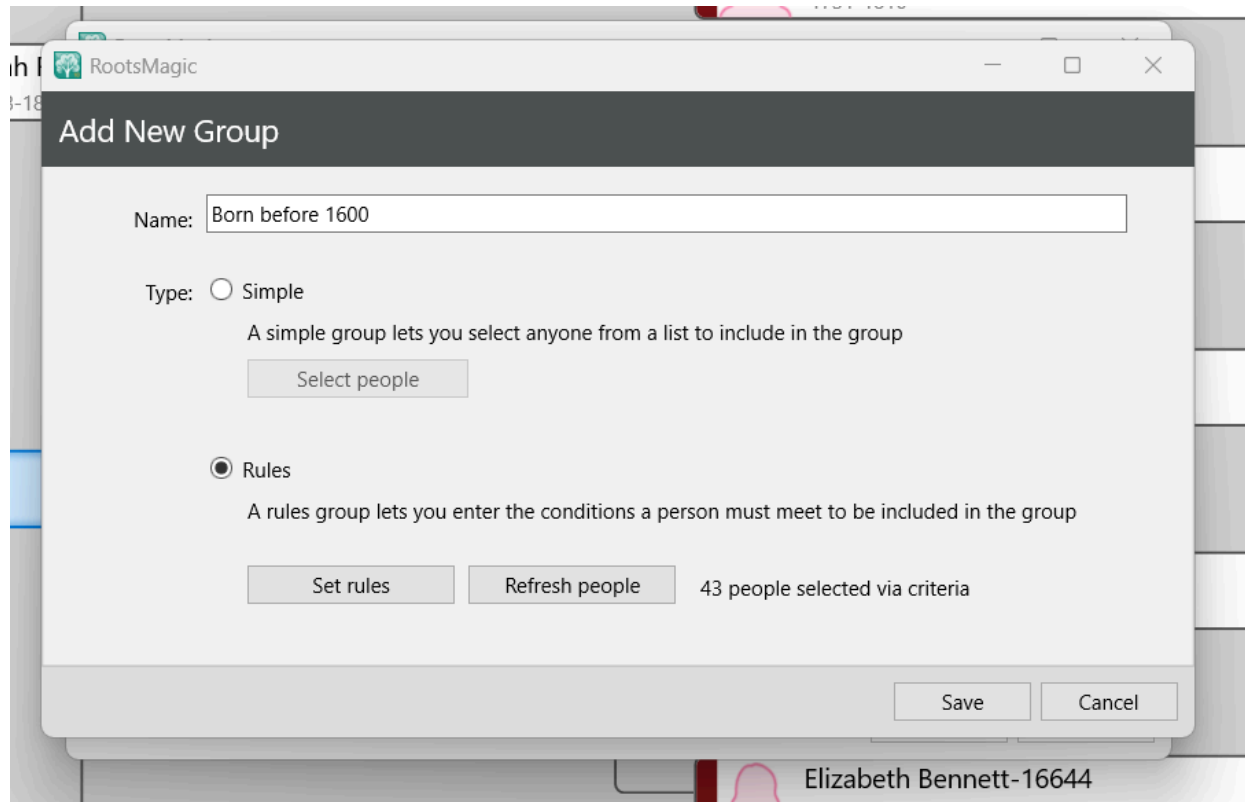 RootsMagic
Add New Group
Name: Born before 1600
Type: Simple
A simple group lets you select anyone from a list to include in the group
Select people
Rules
A rules group lets you enter the conditions a person must meet to be included in the group
Set rules Refresh people 43 people selected via criteria
Save Cancel
Elizabeth Bennett-16644